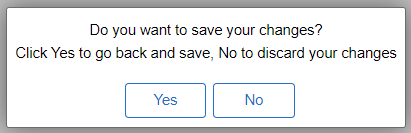 Do you want to save your changes?
Click Yes to go back and save, No to discard your changes
Yes
No